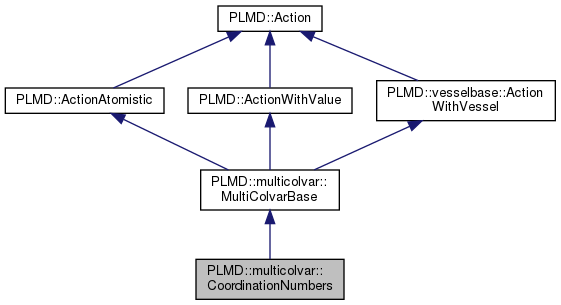 PLMD::Action
PLMD::ActionAtomistic
PLMD::ActionWithValue
PLMD::vesselbase::Action
WithVessel
PLMD::multicolvar::
MultiColvarBase
PLMD::multicolvar::
CoordinationNumbers